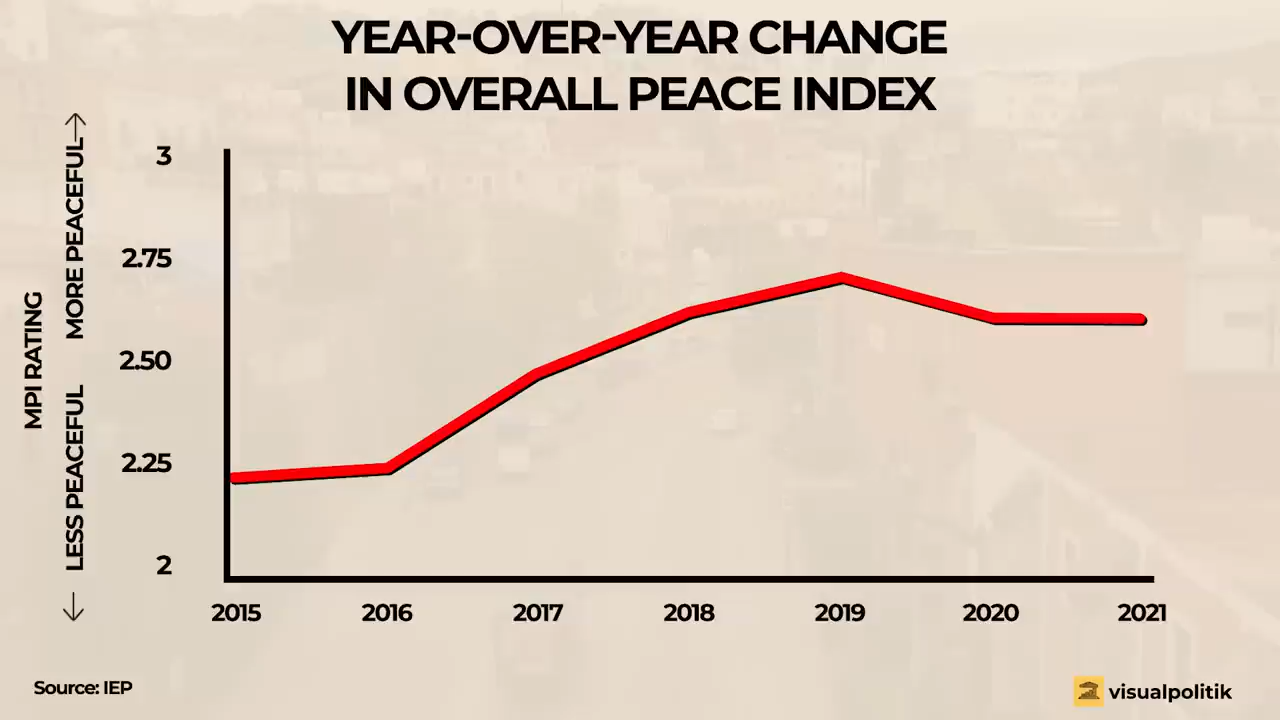 YEAR-OVER-YEAR CHANGE
IN OVERALL PEACE INDEX
MPI RATING
LESS PEACEFUL
MORE PEACEFUL
3
2.75
2.50
2.25
2
2015
2016
2017
2018
2019
2020
2021
Source: IEP
visualpolitik